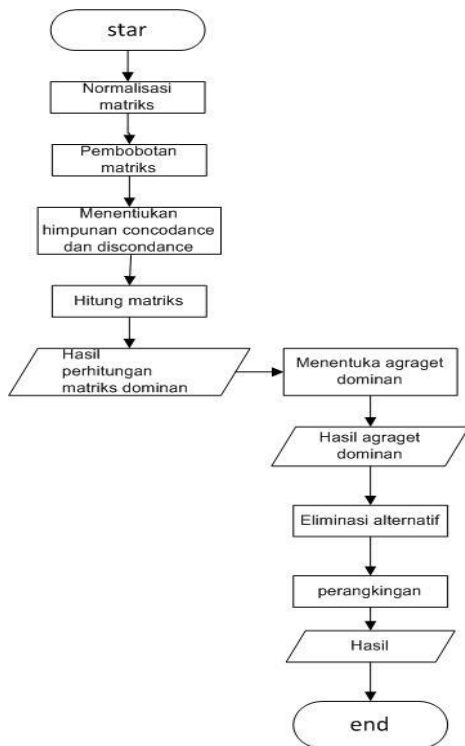 star
Normalisasi
matriks
Pembobotan
matriks
Menentiukan
himpunan concodance
dan discondance
Hitung matriks
Hasil
perhitungan
matriks dominan
Menentuka agraget
dominan
Hasil agraget
dominan
Eliminasi alternatif
perangkingan
Hasil
end